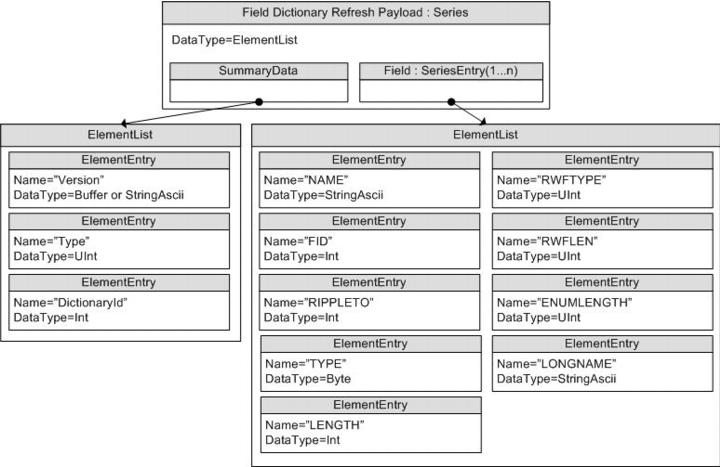 Field Dictionary Refresh Payload : Series
DataType=ElementList
SummaryData
Field : SeriesEntry(1...n)
ElementList
ElementEntry
Name="Version"
DataType=Buffer or StringAscii
ElementEntry
Name="Type"
DataType=UInt
ElementEntry
Name="DictionaryId"
DataType=Int
ElementList
ElementEntry
Name="NAME"
DataType=StringAscii
ElementEntry
Name="FID"
DataType=Int
ElementEntry
Name="RIPPLETO"
DataType=Int
ElementEntry
Name="TYPE"
DataType=Byte
ElementEntry
Name="LENGTH"
DataType=Int
ElementEntry
Name="RWFTYPE"
DataType=UInt
ElementEntry
Name="RWFLEN"
DataType=UInt
ElementEntry
Name="ENUMLENGTH"
DataType=UInt
ElementEntry
Name="LONGNAME"
DataType=StringAscii